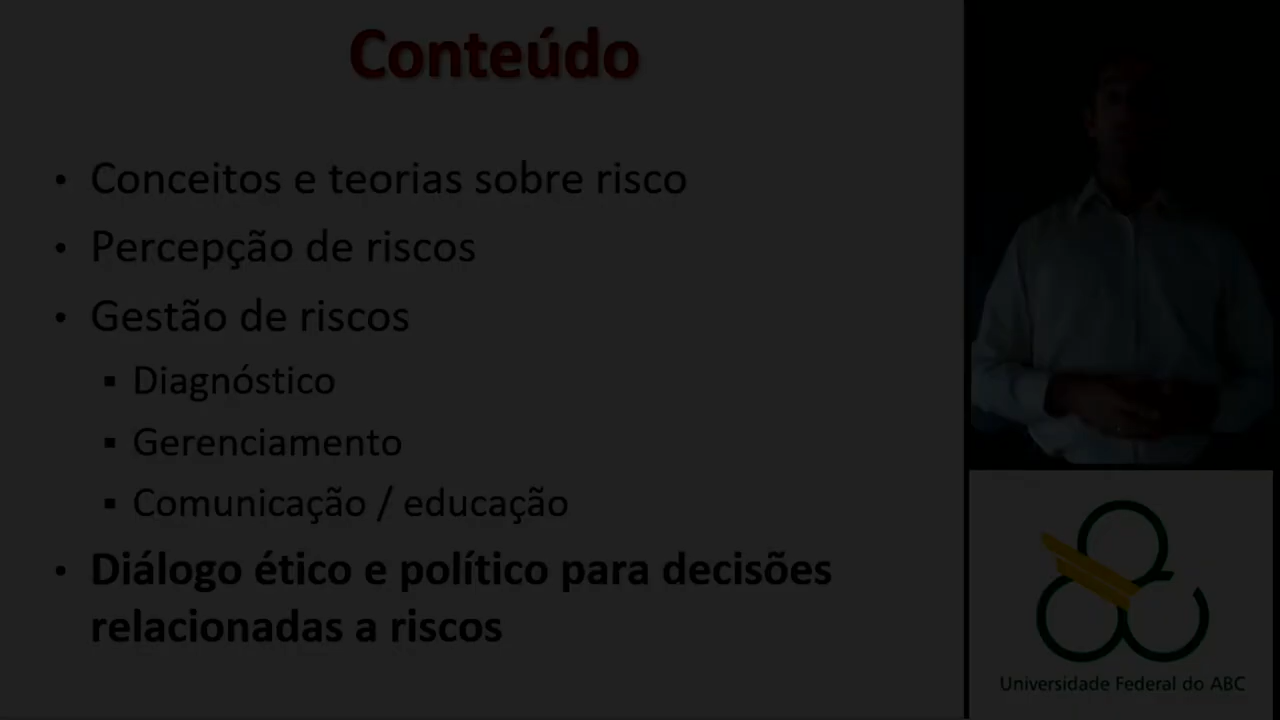 Conteúdo
• Conceitos e teorias sobre risco
• Percepção de riscos
• Gestão de riscos
▪ Diagnóstico
▪ Gerenciamento
▪ Comunicação / educação
• Diálogo ético e político para decisões
relacionadas a riscos
Universidade Federal do ABC